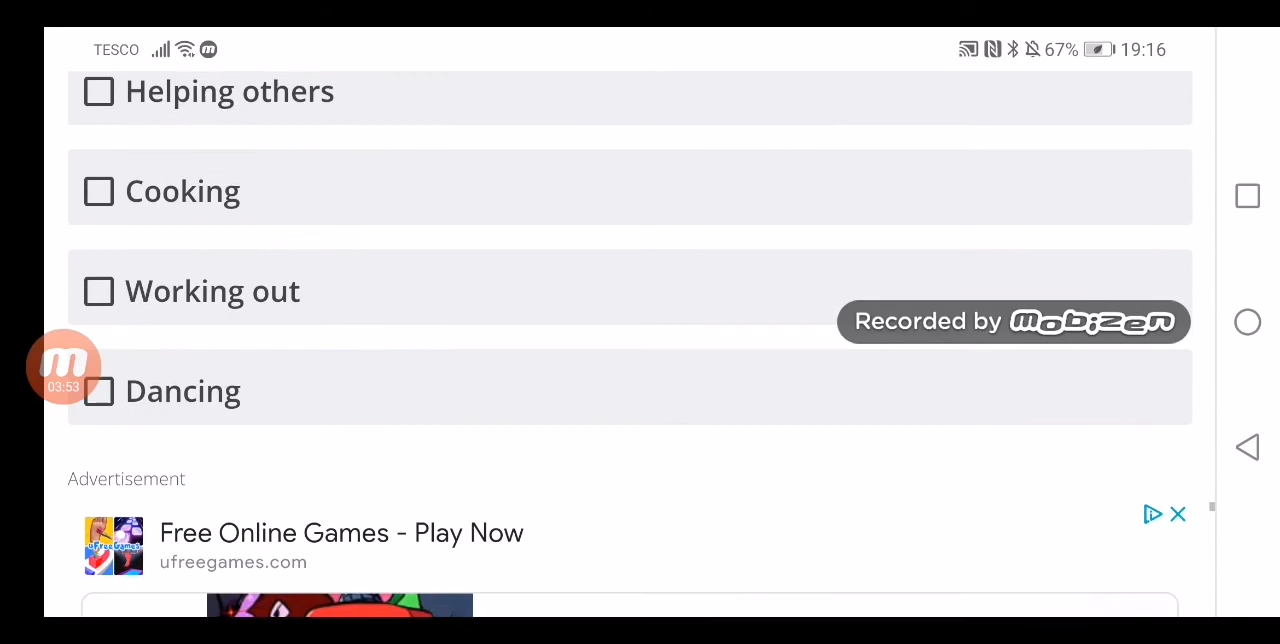 TESCO 67% 19:16
Helping others
Cooking
Working out
Recorded by mobizen
03:53
Dancing
Advertisement
Free Online Games - Play Now
uFreeGames
ufreegames.com